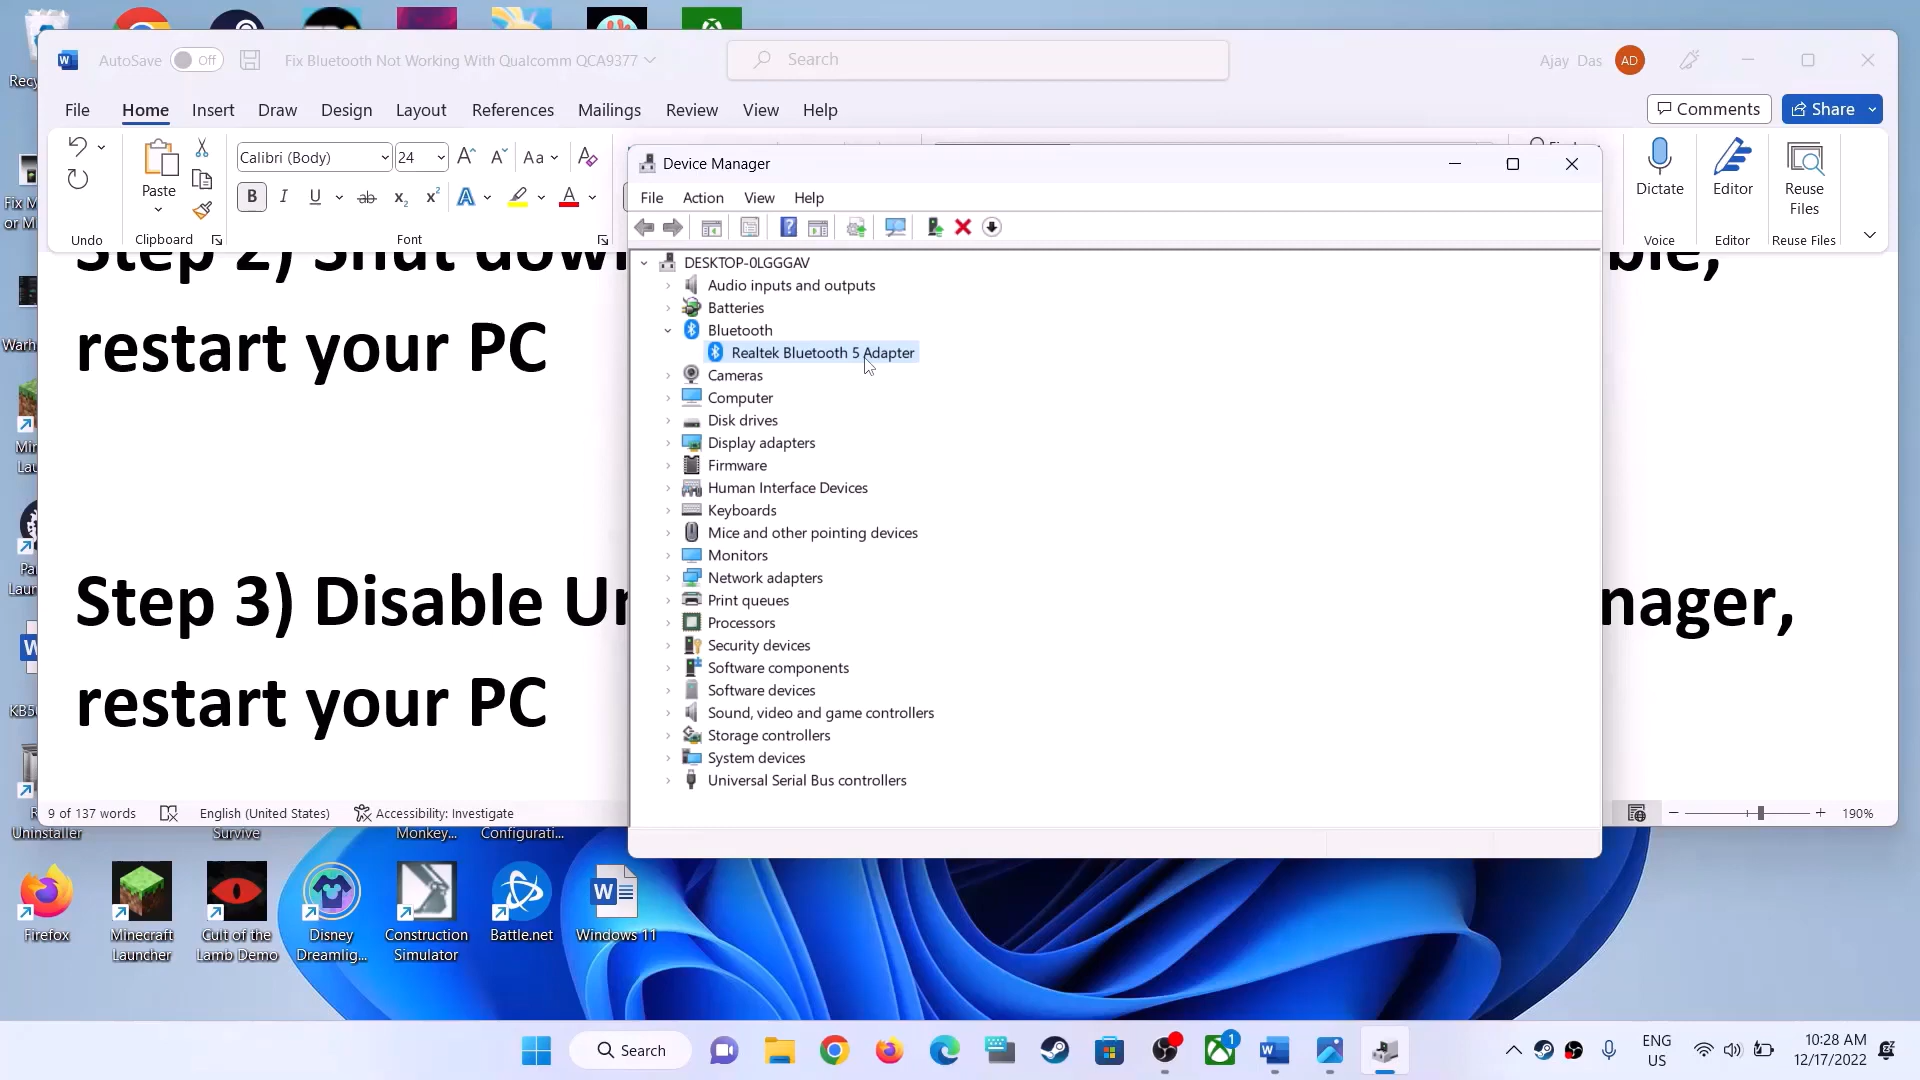 AutoSave Off Fix Bluetooth Not Working With Qualcomm QCA9377 Search Ajay Das AD
File Home Insert Draw Design Layout References Mailings Review View Help Comments Share
Calibri (Body) 24 Aa
Paste
B I U ab
Undo Clipboard Font
Dictate Editor Reuse Files
Voice Editor Reuse Files
Device Manager
File Action View Help
DESKTOP-0LGGGAV
Audio inputs and outputs
Batteries
Bluetooth
Realtek Bluetooth 5 Adapter
Cameras
Computer
Disk drives
Display adapters
Firmware
Human Interface Devices
Keyboards
Mice and other pointing devices
Monitors
Network adapters
Print queues
Processors
Security devices
Software components
Software devices
Sound, video and game controllers
Storage controllers
System devices
Universal Serial Bus controllers
Step 2) Shut down
restart your PC
Step 3) Disable
restart your PC
9 of 137 words English (United States) Accessibility: Investigate 190%
Uninstaller Survive Monkey... Configurati...
Firefox
Minecraft Launcher
Cult of the Lamb Demo
Disney Dreamlig...
Construction Simulator
Battle.net
Windows 11
Search
1
ENG
US
10:28 AM
12/17/2022